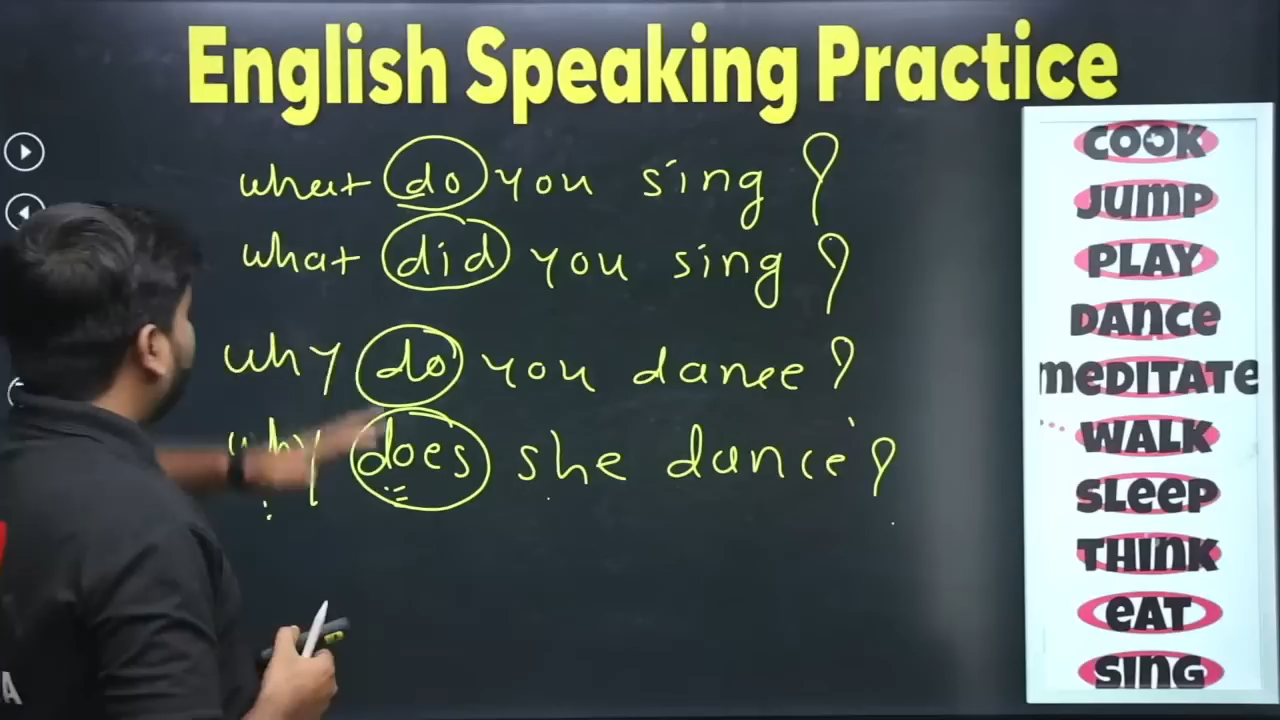 English Speaking Practice
what do you sing ?
what did you sing ?
why do you dance ?
why does she dance ?
COOK
JUMP
PLAY
DANCE
MEDITATE
WALK
SLEEP
THINK
EAT
SING
A